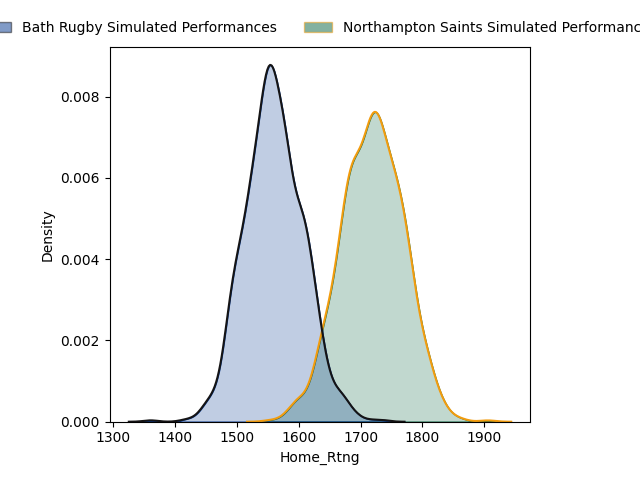 Bath Rugby Simulated Performances
Northampton Saints Simulated Performanc
Density
0.008
0.006
0.004
0.002
0.000
1300 1400 1500 1600 1700 1800 1900
Home_Rtng